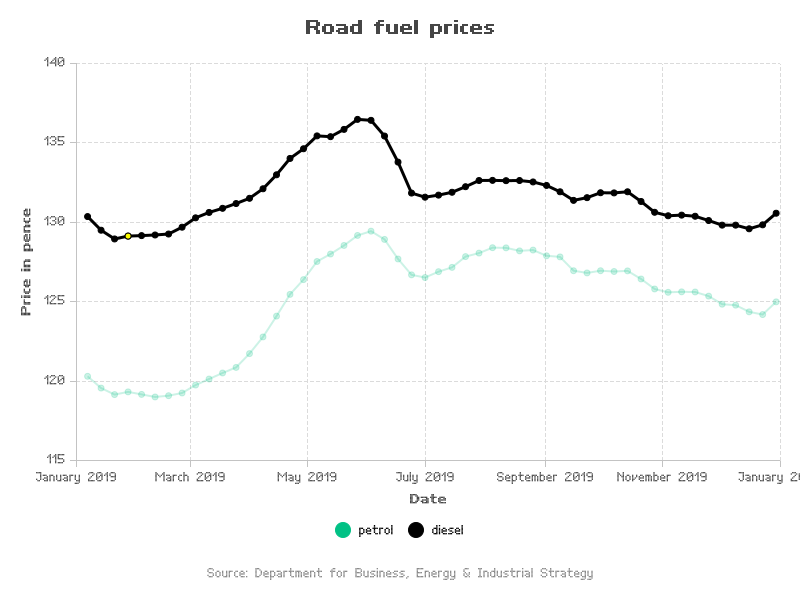 Road fuel prices
140
135
130
125
120
115
Price in pence
January 2019 March 2019 May 2019 July 2019 September 2019 November 2019 January 20
Date
petrol diesel
Source: Department for Business, Energy & Industrial Strategy